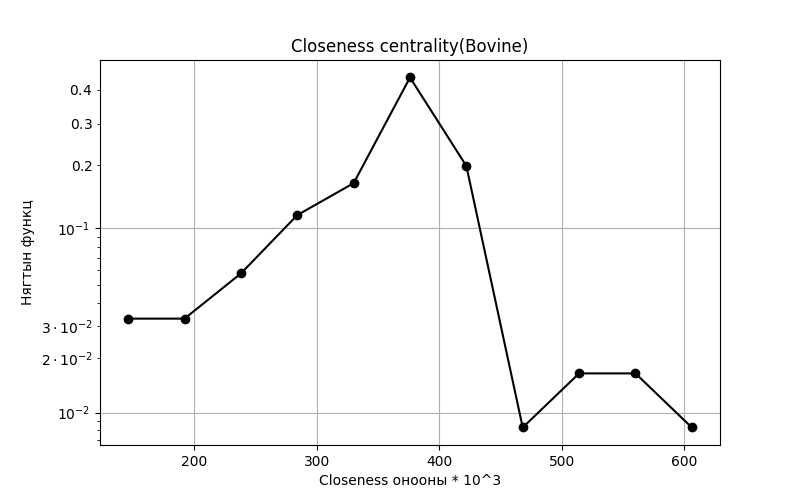 Closeness centrality(Bovine)
Нягтын функц
0.4
0.3
0.2
10⁻¹
3 · 10⁻²
2 · 10⁻²
10⁻²
200 300 400 500 600
Closeness онооны * 10^3